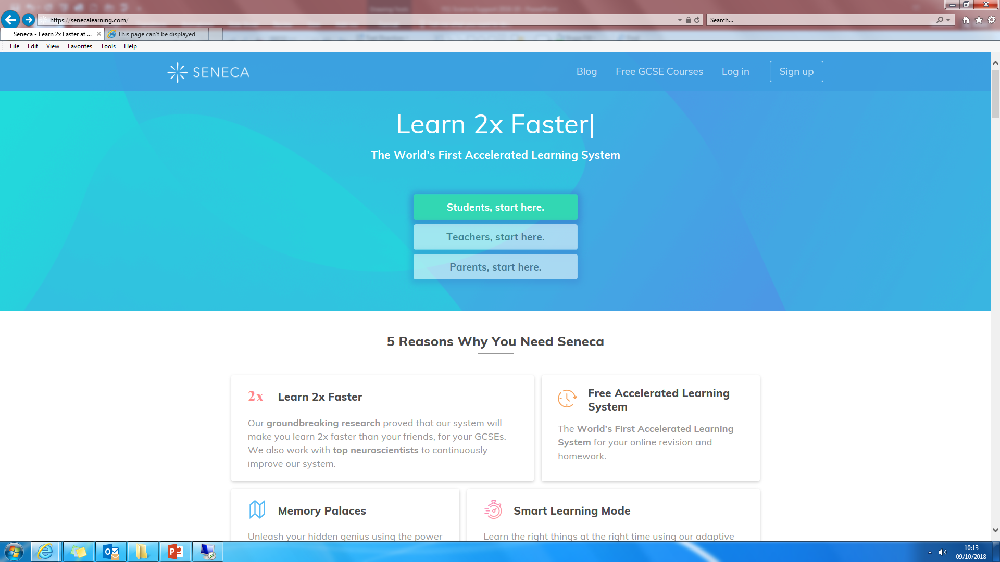 https://senecalearning.com/
Search...
Seneca - Learn 2x Faster at ...
This page can't be displayed
File Edit View Favorites Tools Help
SENECA
Blog Free GCSE Courses Log in Sign up
Learn 2x Faster|
The World's First Accelerated Learning System
Students, start here.
Teachers, start here.
Parents, start here.
5 Reasons Why You Need Seneca
2x Learn 2x Faster
Our groundbreaking research proved that our system will
make you learn 2x faster than your friends, for your GCSEs.
We also work with top neuroscientists to continuously
improve our system.
Free Accelerated Learning
System
The World's First Accelerated Learning
System for your online revision and
homework.
Memory Palaces
Unleash your hidden genius using the power
Smart Learning Mode
Learn the right things at the right time using our adaptive
10:13
09/10/2018